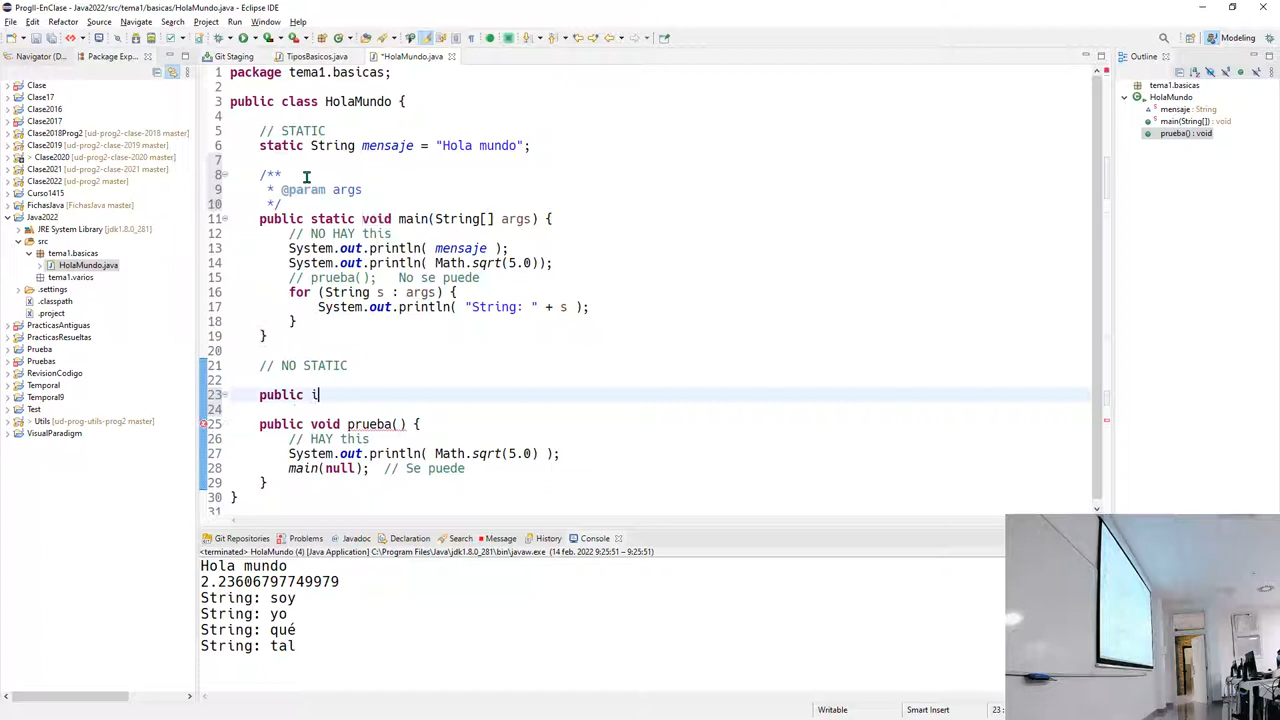 ProgII-EnClase - Java2022/src/tema1/basicas/HolaMundo.java - Eclipse IDE
File Edit Refactor Source Navigate Search Project Run Window Help
Modeling
Navigator (D... Package Exp... Git Staging TiposBasicos.java *HolaMundo.java Outline
Clase
Clase17
Clase2016
Clase2017
Clase2018Prog2 [ud-prog2-clase-2018 master]
Clase2019 [ud-prog2-clase-2019 master]
> Clase2020 [ud-prog2-clase-2020 master]
Clase2021 [ud-prog2-clase-2021 master]
Clase2022 [ud-prog2 master]
Curso1415
FichasJava [FichasJava master]
Java2022
JRE System Library [jdk1.8.0_281]
src
tema1.basicas
HolaMundo.java
tema1.varios
.settings
.classpath
.project
PracticasAntiguas
PracticasResueltas
Prueba
Pruebas
RevisionCodigo
Temporal
Temporal9
Test
> Utils [ud-prog-utils-prog2 master]
VisualParadigm
1 package tema1.basicas;
2
3 public class HolaMundo {
4
5 // STATIC
6 static String mensaje = "Hola mundo";
7
8 /**
9 * @param args
10 */
11 public static void main(String[] args) {
12 // NO HAY this
13 System.out.println( mensaje );
14 System.out.println( Math.sqrt(5.0));
15 // prueba(); No se puede
16 for (String s : args) {
17 System.out.println( "String: " + s );
18 }
19 }
20
21 // NO STATIC
22
23 public i
24
25 public void prueba() {
26 // HAY this
27 System.out.println( Math.sqrt(5.0) );
28 main(null); // Se puede
29 }
30 }
31
tema1.basicas
HolaMundo
mensaje : String
main(String[]) : void
prueba() : void
Git Repositories Problems Javadoc Declaration Search Message History Console
<terminated> HolaMundo (4) [Java Application] C:\Program Files\Java\jdk1.8.0_281\bin\javaw.exe (14 feb. 2022 9:25:51 – 9:25:51)
Hola mundo
2.23606797749979
String: soy
String: yo
String: qué
String: tal
Writable Smart Insert 23 :